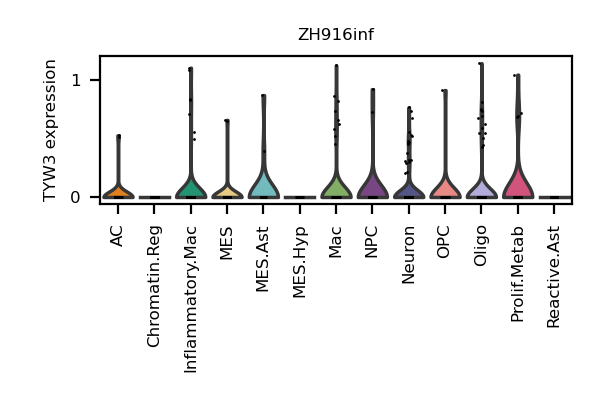 ZH916inf
TYW3 expression
1
0
AC
Chromatin.Reg
Inflammatory.Mac
MES
MES.Ast
MES.Hyp
Mac
NPC
Neuron
OPC
Oligo
Prolif.Metab
Reactive.Ast